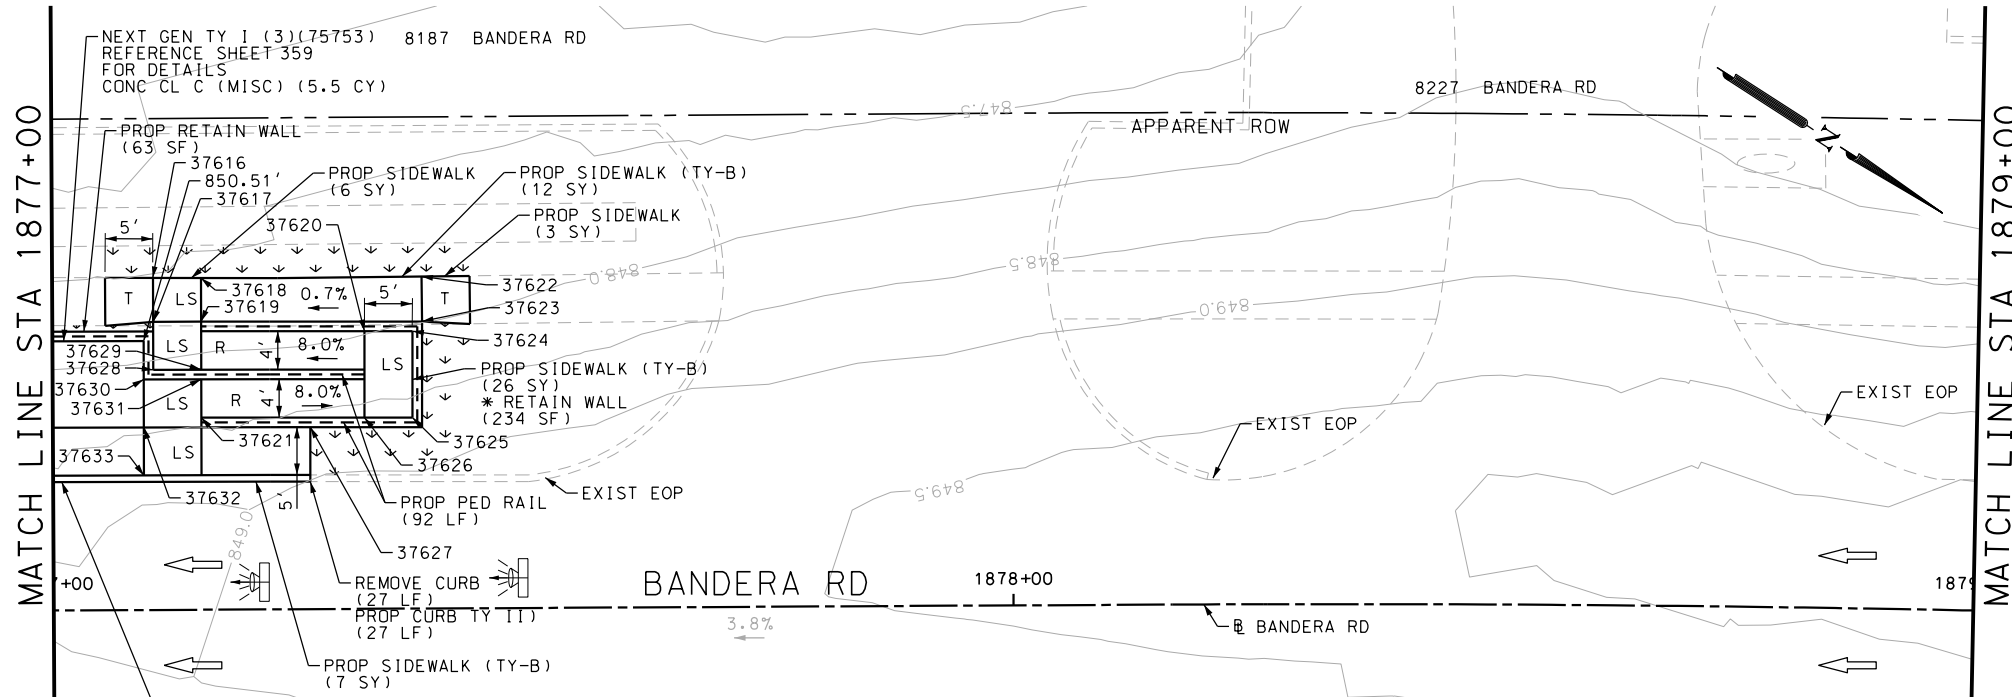 NEXT GEN TY I (3)(75753)
REFERENCE SHEET 359
FOR DETAILS
CONC CL C (MISC) (5.5 CY)
8187 BANDERA RD
8227 BANDERA RD
APPARENT ROW
847.5
N
MATCH LINE STA 1877+00
MATCH LINE STA 1879+00
PROP RETAIN WALL
(63 SF)
37616
850.51'
37617
PROP SIDEWALK
(6 SY)
PROP SIDEWALK (TY-B)
(12 SY)
PROP SIDEWALK
(3 SY)
37620
5'
848.0
848.5
849.0
T
LS
37618
37619
0.7%
5'
T
37622
37623
37624
LS
R
4'
8.0%
LS
37629
37628
37630
37631
LS
R
4'
8.0%
PROP SIDEWALK (TY-B)
(26 SY)
* RETAIN WALL
(234 SF)
37621
37625
37626
37633
LS
37632
5'
PROP PED RAIL
(92 LF)
EXIST EOP
EXIST EOP
EXIST EOP
849.5
849.0
37627
REMOVE CURB
(27 LF)
PROP CURB TY II)
(27 LF)
PROP SIDEWALK (TY-B)
(7 SY)
+00
BANDERA RD
1878+00
1879
3.8%
BL BANDERA RD